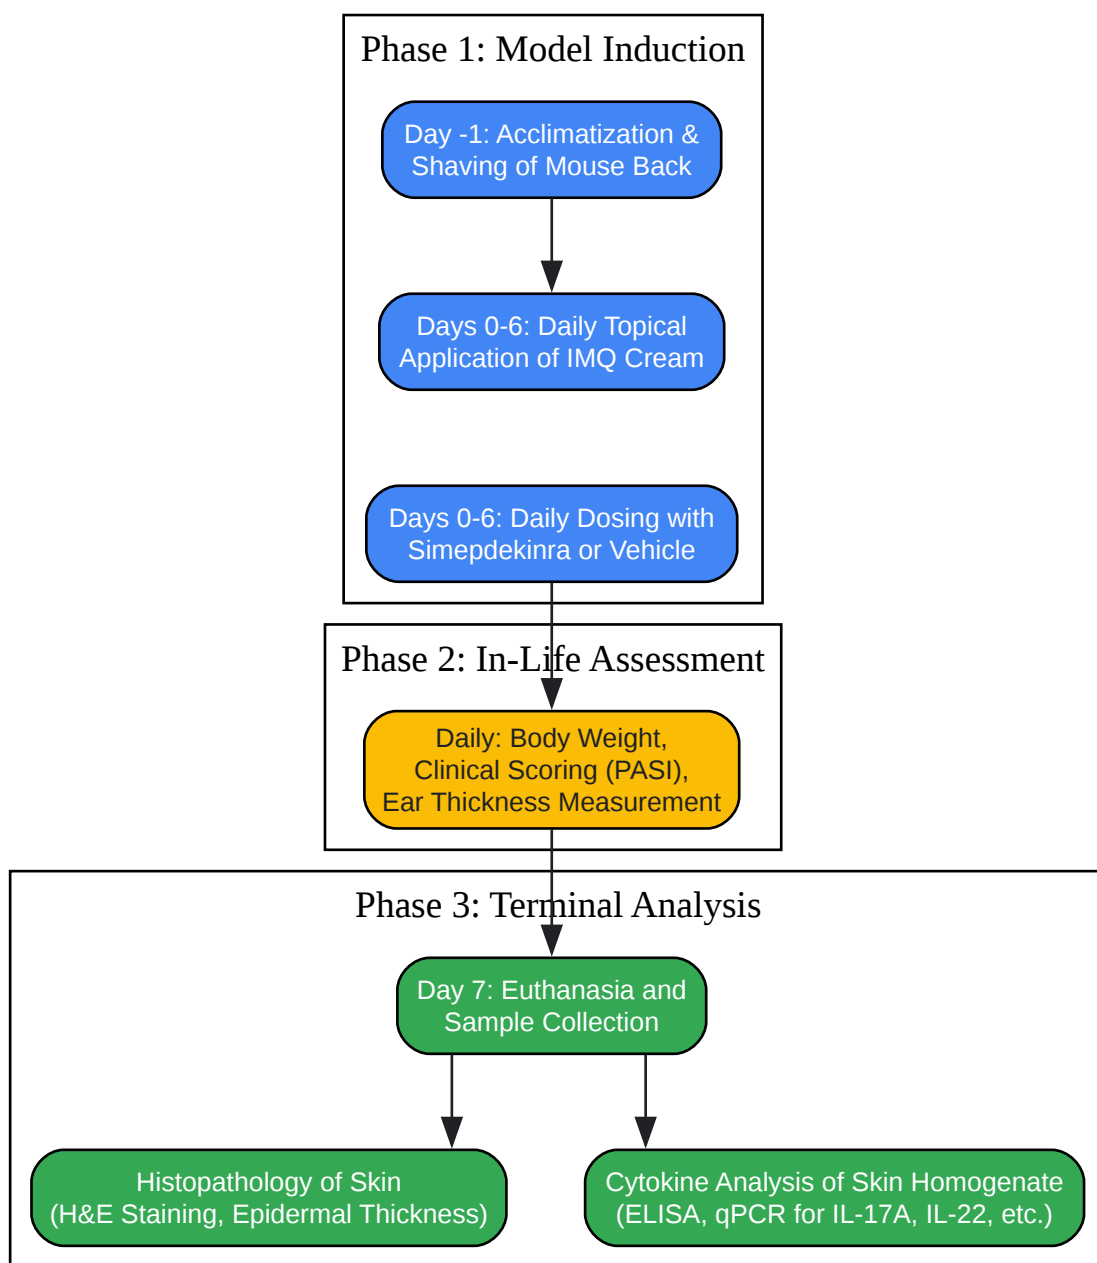 Phase 1: Model Induction
Day -1: Acclimatization &
Shaving of Mouse Back
Days 0-6: Daily Topical
Application of IMQ Cream
Days 0-6: Daily Dosing with
Simepdekinra or Vehicle
Phase 2: In-Life Assessment
Daily: Body Weight,
Clinical Scoring (PASI),
Ear Thickness Measurement
Phase 3: Terminal Analysis
Day 7: Euthanasia and
Sample Collection
Histopathology of Skin
(H&E Staining, Epidermal Thickness)
Cytokine Analysis of Skin Homogenate
(ELISA, qPCR for IL-17A, IL-22, etc.)